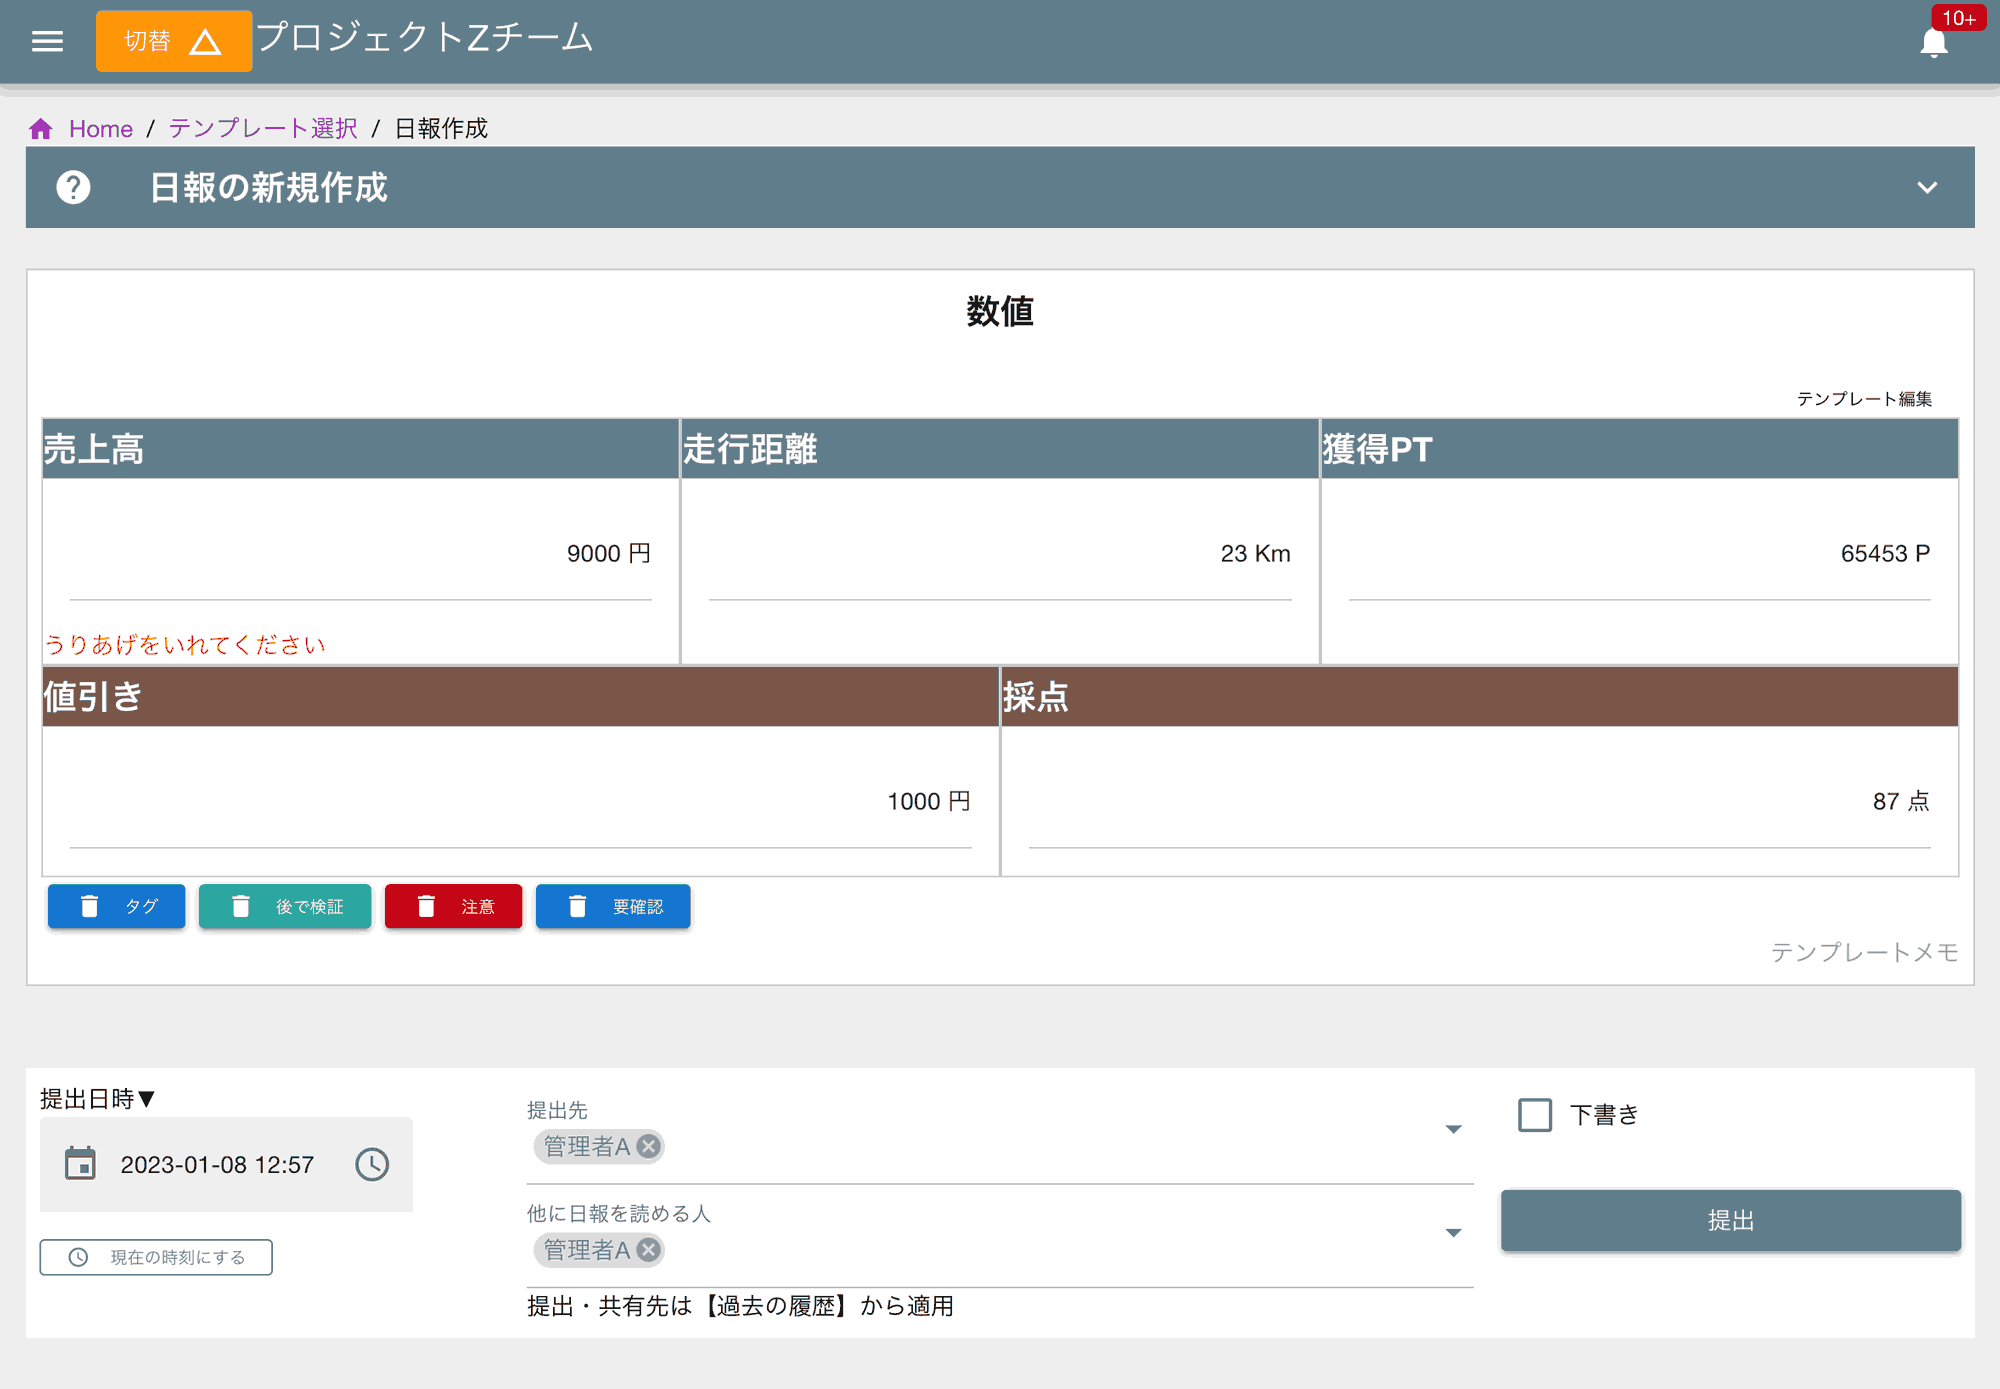 切替 プロジェクトZチーム 10+
Home / テンプレート選択 / 日報作成
日報の新規作成
数値
テンプレート編集
売上高 走行距離 獲得PT
9000 円 23 Km 65453 P
うりあげをいれてください
値引き 採点
1000 円 87 点
タグ 後で検証 注意 要確認
テンプレートメモ
提出日時▼
2023-01-08 12:57
現在の時刻にする
提出先
管理者A
他に日報を読める人
管理者A
提出・共有先は【過去の履歴】から適用
下書き
提出